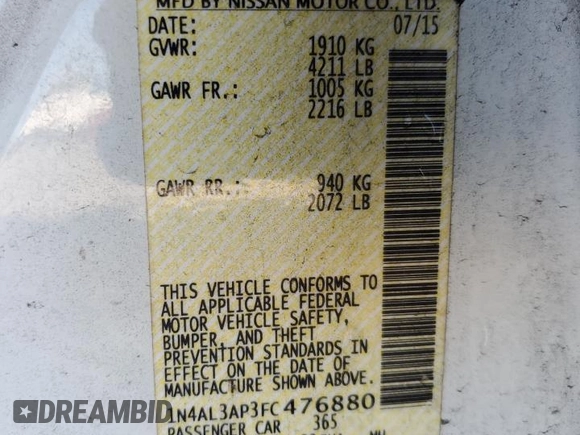 MFD BY NISSAN MOTOR CO., LTD.
DATE: 07/15
GVWR: 1910 KG
4211 LB
GAWR FR.: 1005 KG
2216 LB
GAWR RR.: 940 KG
2072 LB
THIS VEHICLE CONFORMS TO
ALL APPLICABLE FEDERAL
MOTOR VEHICLE SAFETY,
BUMPER, AND THEFT
PREVENTION STANDARDS IN
EFFECT ON THE DATE OF
MANUFACTURE SHOWN ABOVE.
1N4AL3AP3FC476880
PASSENGER CAR 365
DREAMBID